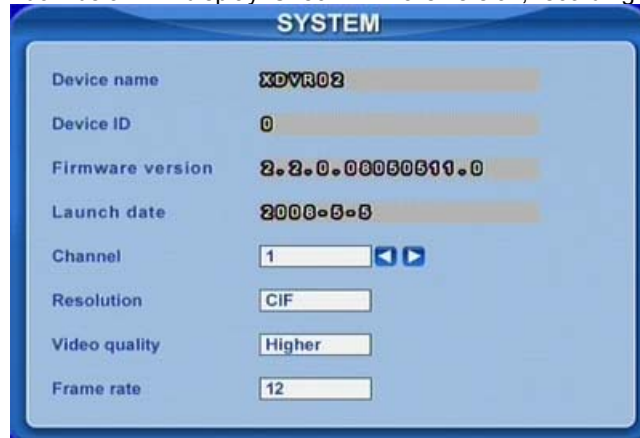 SYSTEM
Device name XDVR02
Device ID 0
Firmware version 2.2.0.08050511.0
Launch date 2008-5-5
Channel 1
Resolution CIF
Video quality Higher
Frame rate 12